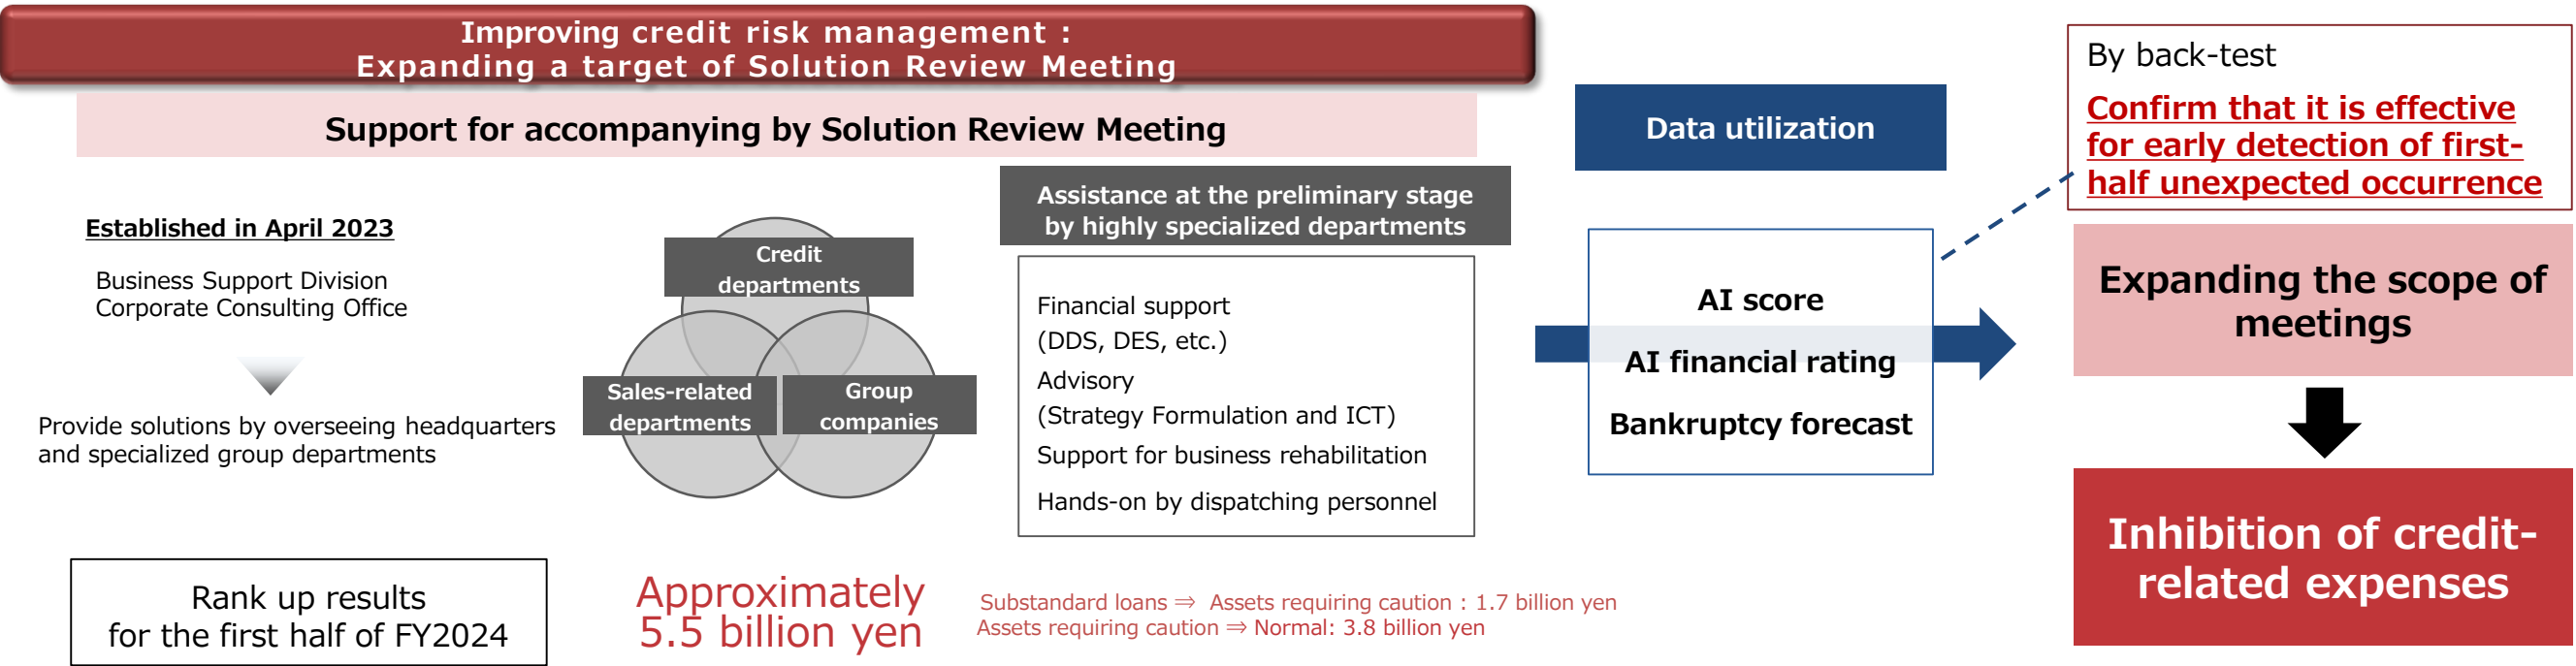 Improving credit risk management :
Expanding a target of Solution Review Meeting
Support for accompanying by Solution Review Meeting
Established in April 2023
Business Support Division
Corporate Consulting Office
Provide solutions by overseeing headquarters
and specialized group departments
Credit
departments
Sales-related
departments
Group
companies
Assistance at the preliminary stage
by highly specialized departments
Financial support
(DDS, DES, etc.)
Advisory
(Strategy Formulation and ICT)
Support for business rehabilitation
Hands-on by dispatching personnel
Data utilization
AI score
AI financial rating
Bankruptcy forecast
By back-test
Confirm that it is effective
for early detection of first-
half unexpected occurrence
Expanding the scope of
meetings
Inhibition of credit-
related expenses
Rank up results
for the first half of FY2024
Approximately
5.5 billion yen
Substandard loans ⇒ Assets requiring caution : 1.7 billion yen
Assets requiring caution ⇒ Normal: 3.8 billion yen